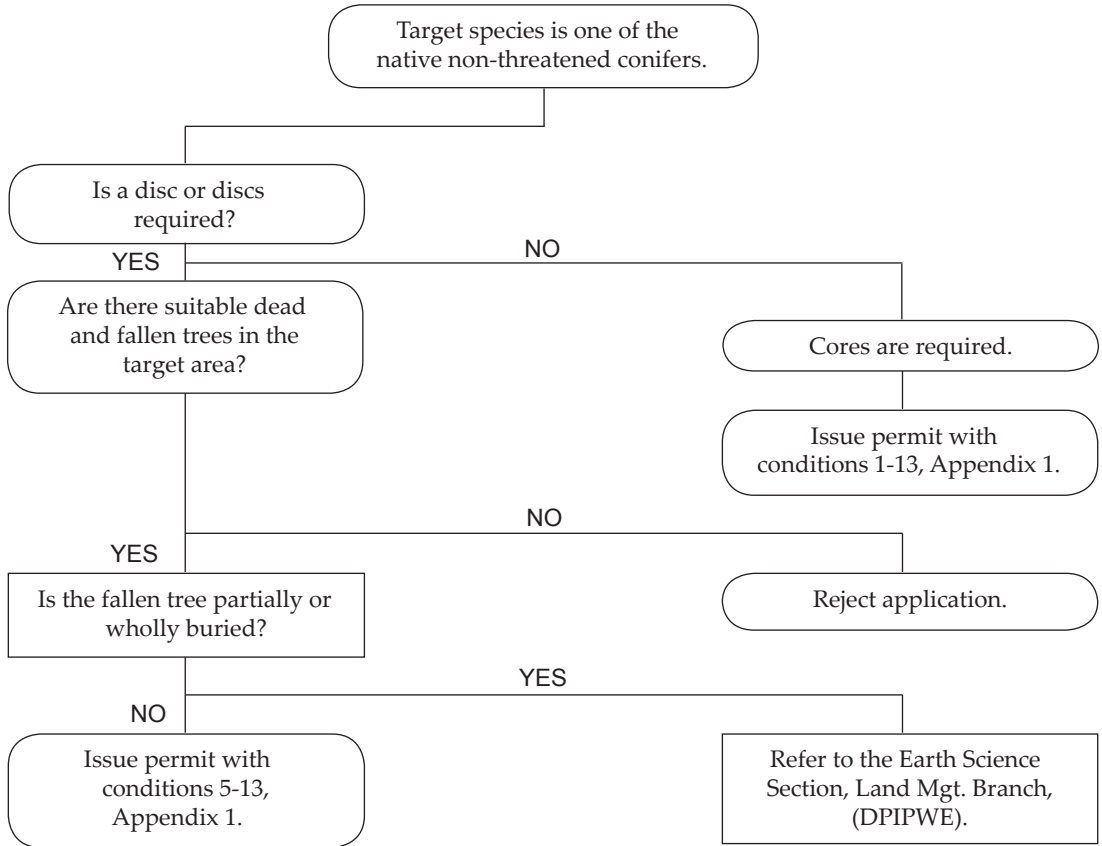 Target species is one of the
native non-threatened conifers.
Is a disc or discs
required?
YES
NO
Are there suitable dead
and fallen trees in the
target area?
Cores are required.
Issue permit with
conditions 1-13, Appendix 1.
YES
NO
Is the fallen tree partially or
wholly buried?
Reject application.
NO
YES
Issue permit with
conditions 5-13,
Appendix 1.
Refer to the Earth Science
Section, Land Mgt. Branch,
(DPIPWE).